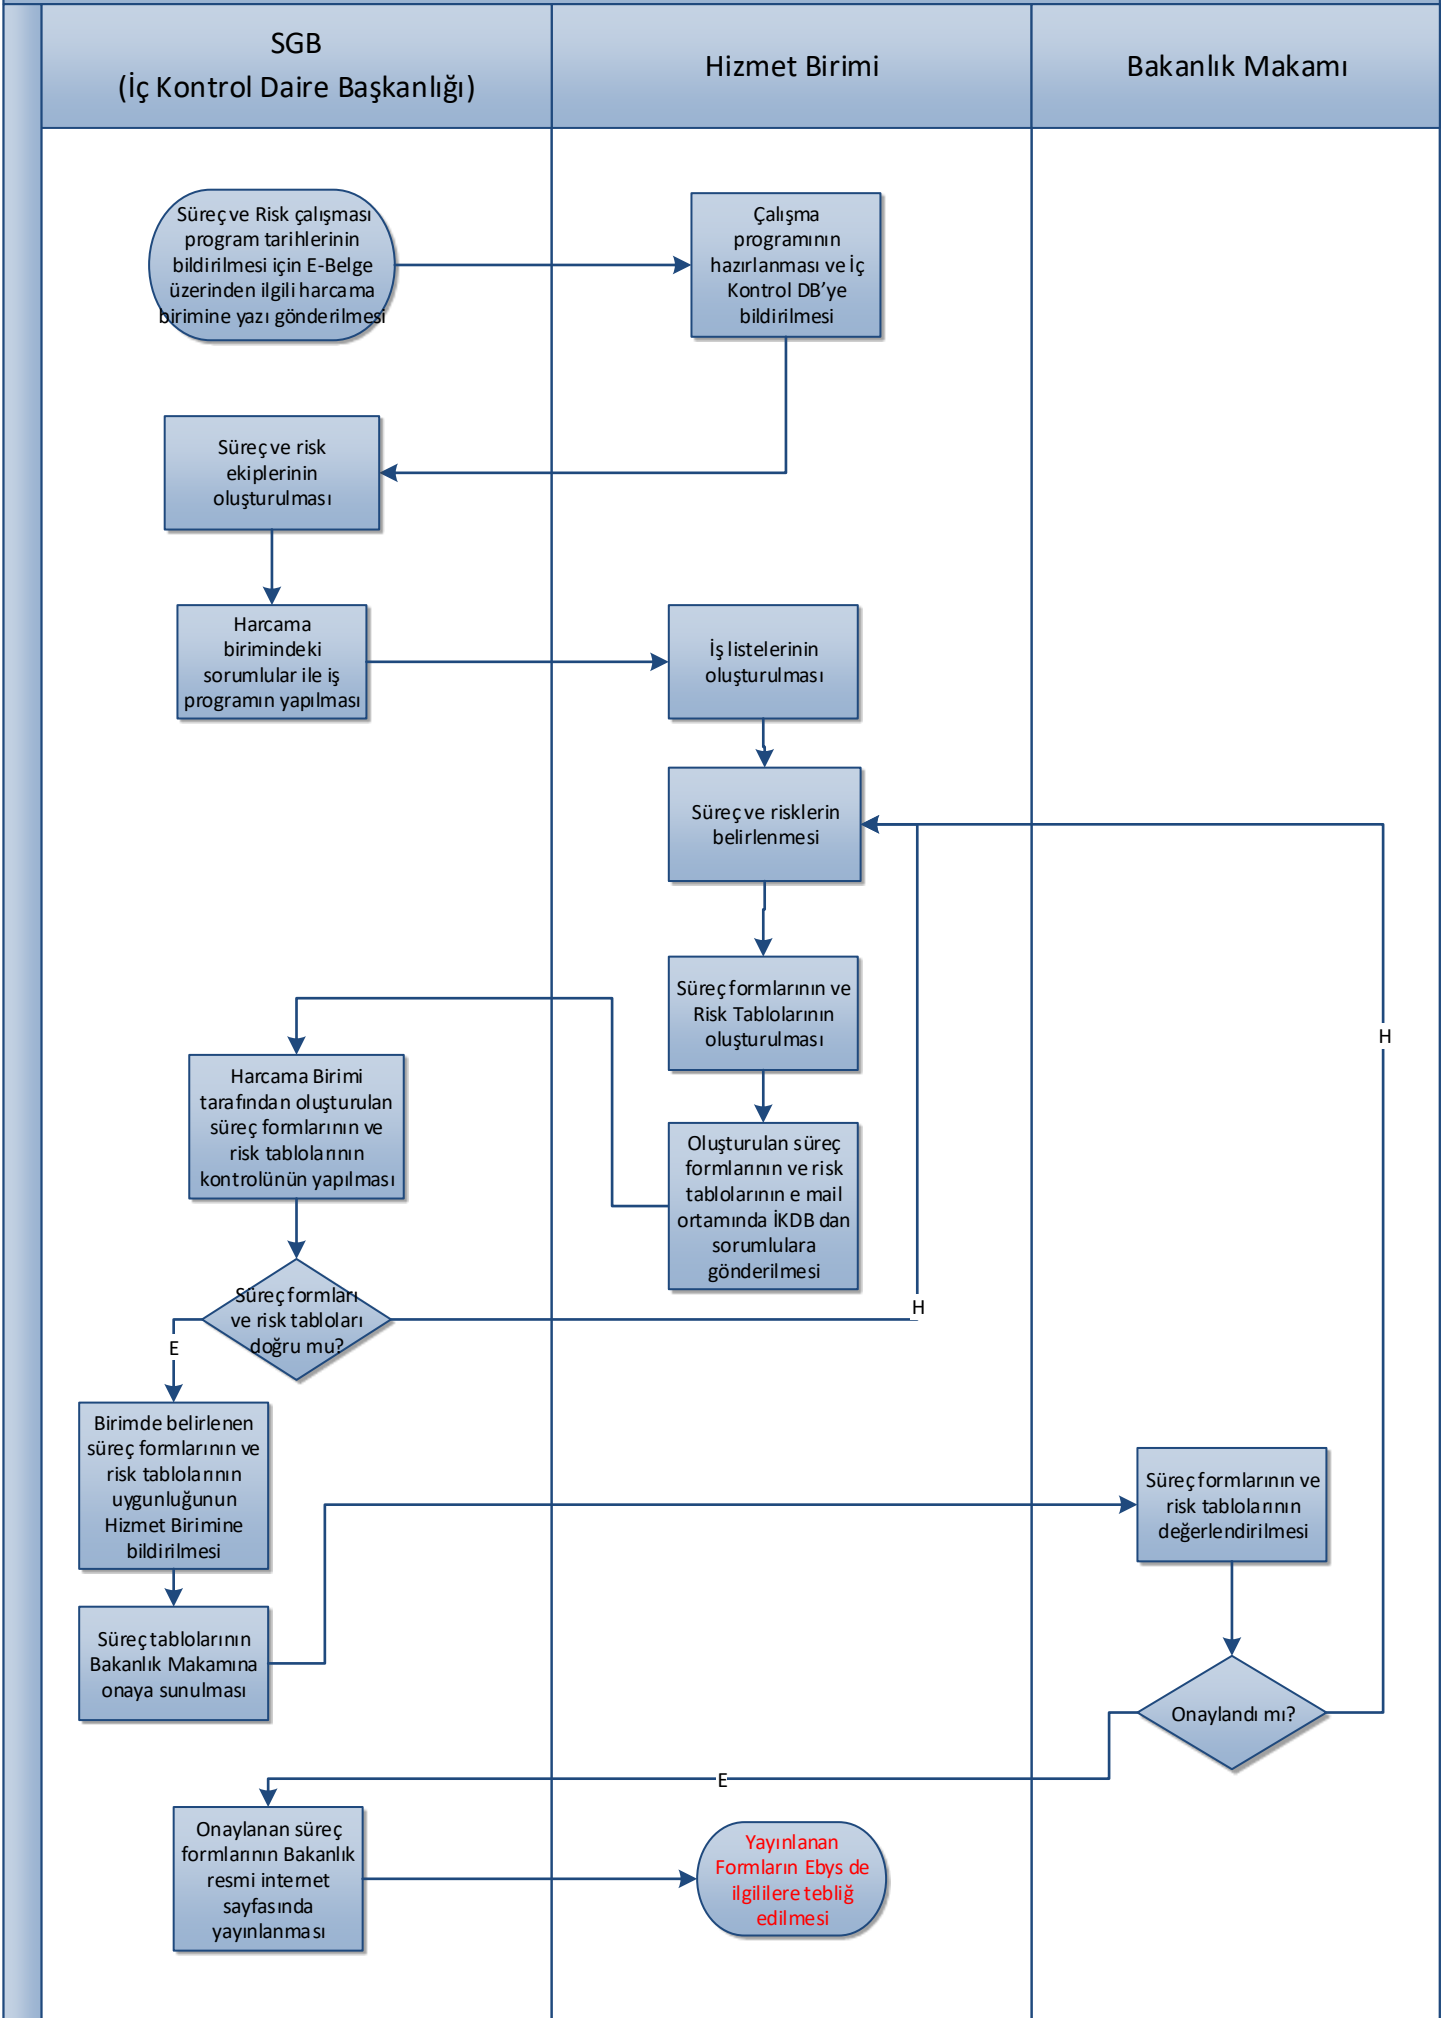 SGB
(İç Kontrol Daire Başkanlığı)
Hizmet Birimi
Bakanlık Makamı
Süreç ve Risk çalışması
program tarihlerinin
bildirilmesi için E-Belge
üzerinden ilgili harcama
birimine yazı gönderilmesi
Çalışma
programının
hazırlanması ve İç
Kontrol DB’ye
bildirilmesi
Süreç ve risk
ekiplerinin
oluşturulması
Harcama
birimindeki
sorumlular ile iş
programın yapılması
İş listelerinin
oluşturulması
Süreç ve risklerin
belirlenmesi
Süreç formlarının ve
Risk Tablolarının
oluşturulması
H
Harcama Birimi
tarafından oluşturulan
süreç formlarının ve
risk tablolarının
kontrolünün yapılması
Oluşturulan süreç
formlarının ve risk
tablolarının e mail
ortamında İKDB dan
sorumlulara
gönderilmesi
Süreç formları
ve risk tabloları
doğru mu?
H
E
Birimde belirlenen
süreç formlarının ve
risk tablolarının
uygunluğunun
Hizmet Birimine
bildirilmesi
Süreç formlarının ve
risk tablolarının
değerlendirilmesi
Süreç tablolarının
Bakanlık Makamına
onaya sunulması
Onaylandı mı?
E
Onaylanan süreç
formlarının Bakanlık
resmi internet
sayfasında
yayınlanması
Yayınlanan
Formların Ebys de
ilgililere tebliğ
edilmesi